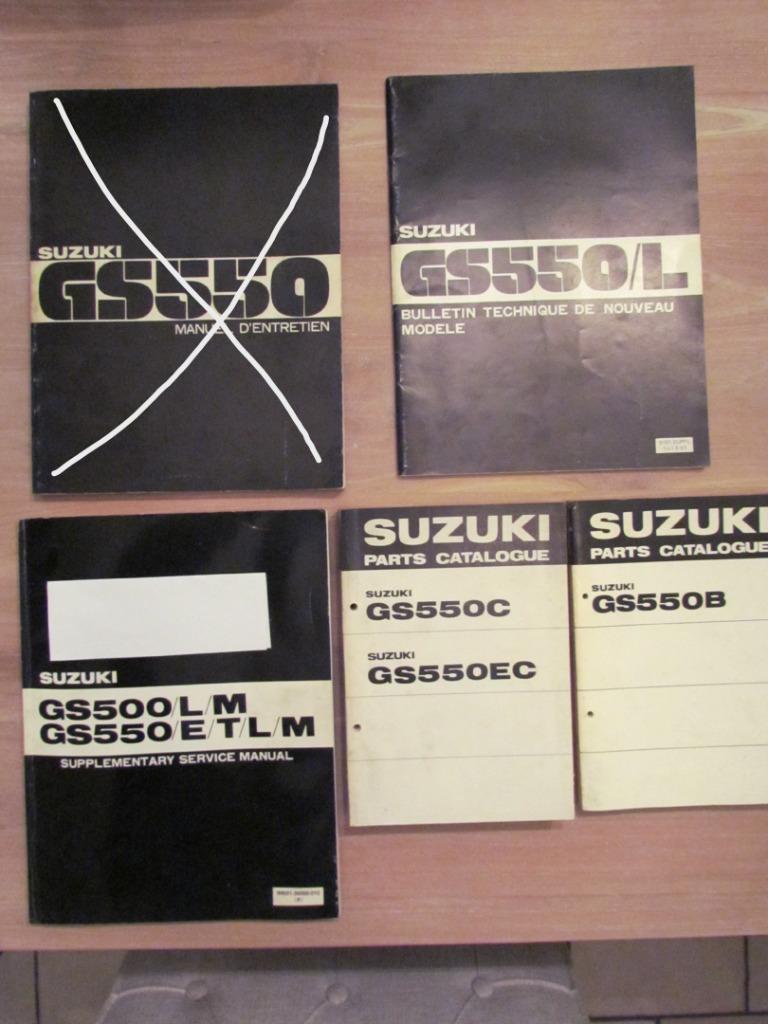 SUZUKI
GS550
MANUEL D'ENTRETIEN
SUZUKI
GS550/L
BULLETIN TECHNIQUE DE NOUVEAU
MODELE
SUZUKI
GS500/L/M
GS550/E/T/L/M
SUPPLEMENTARY SERVICE MANUAL
SUZUKI
PARTS CATALOGUE
SUZUKI
GS550C
SUZUKI
GS550EC
SUZUKI
PARTS CATALOGUE
SUZUKI
GS550B